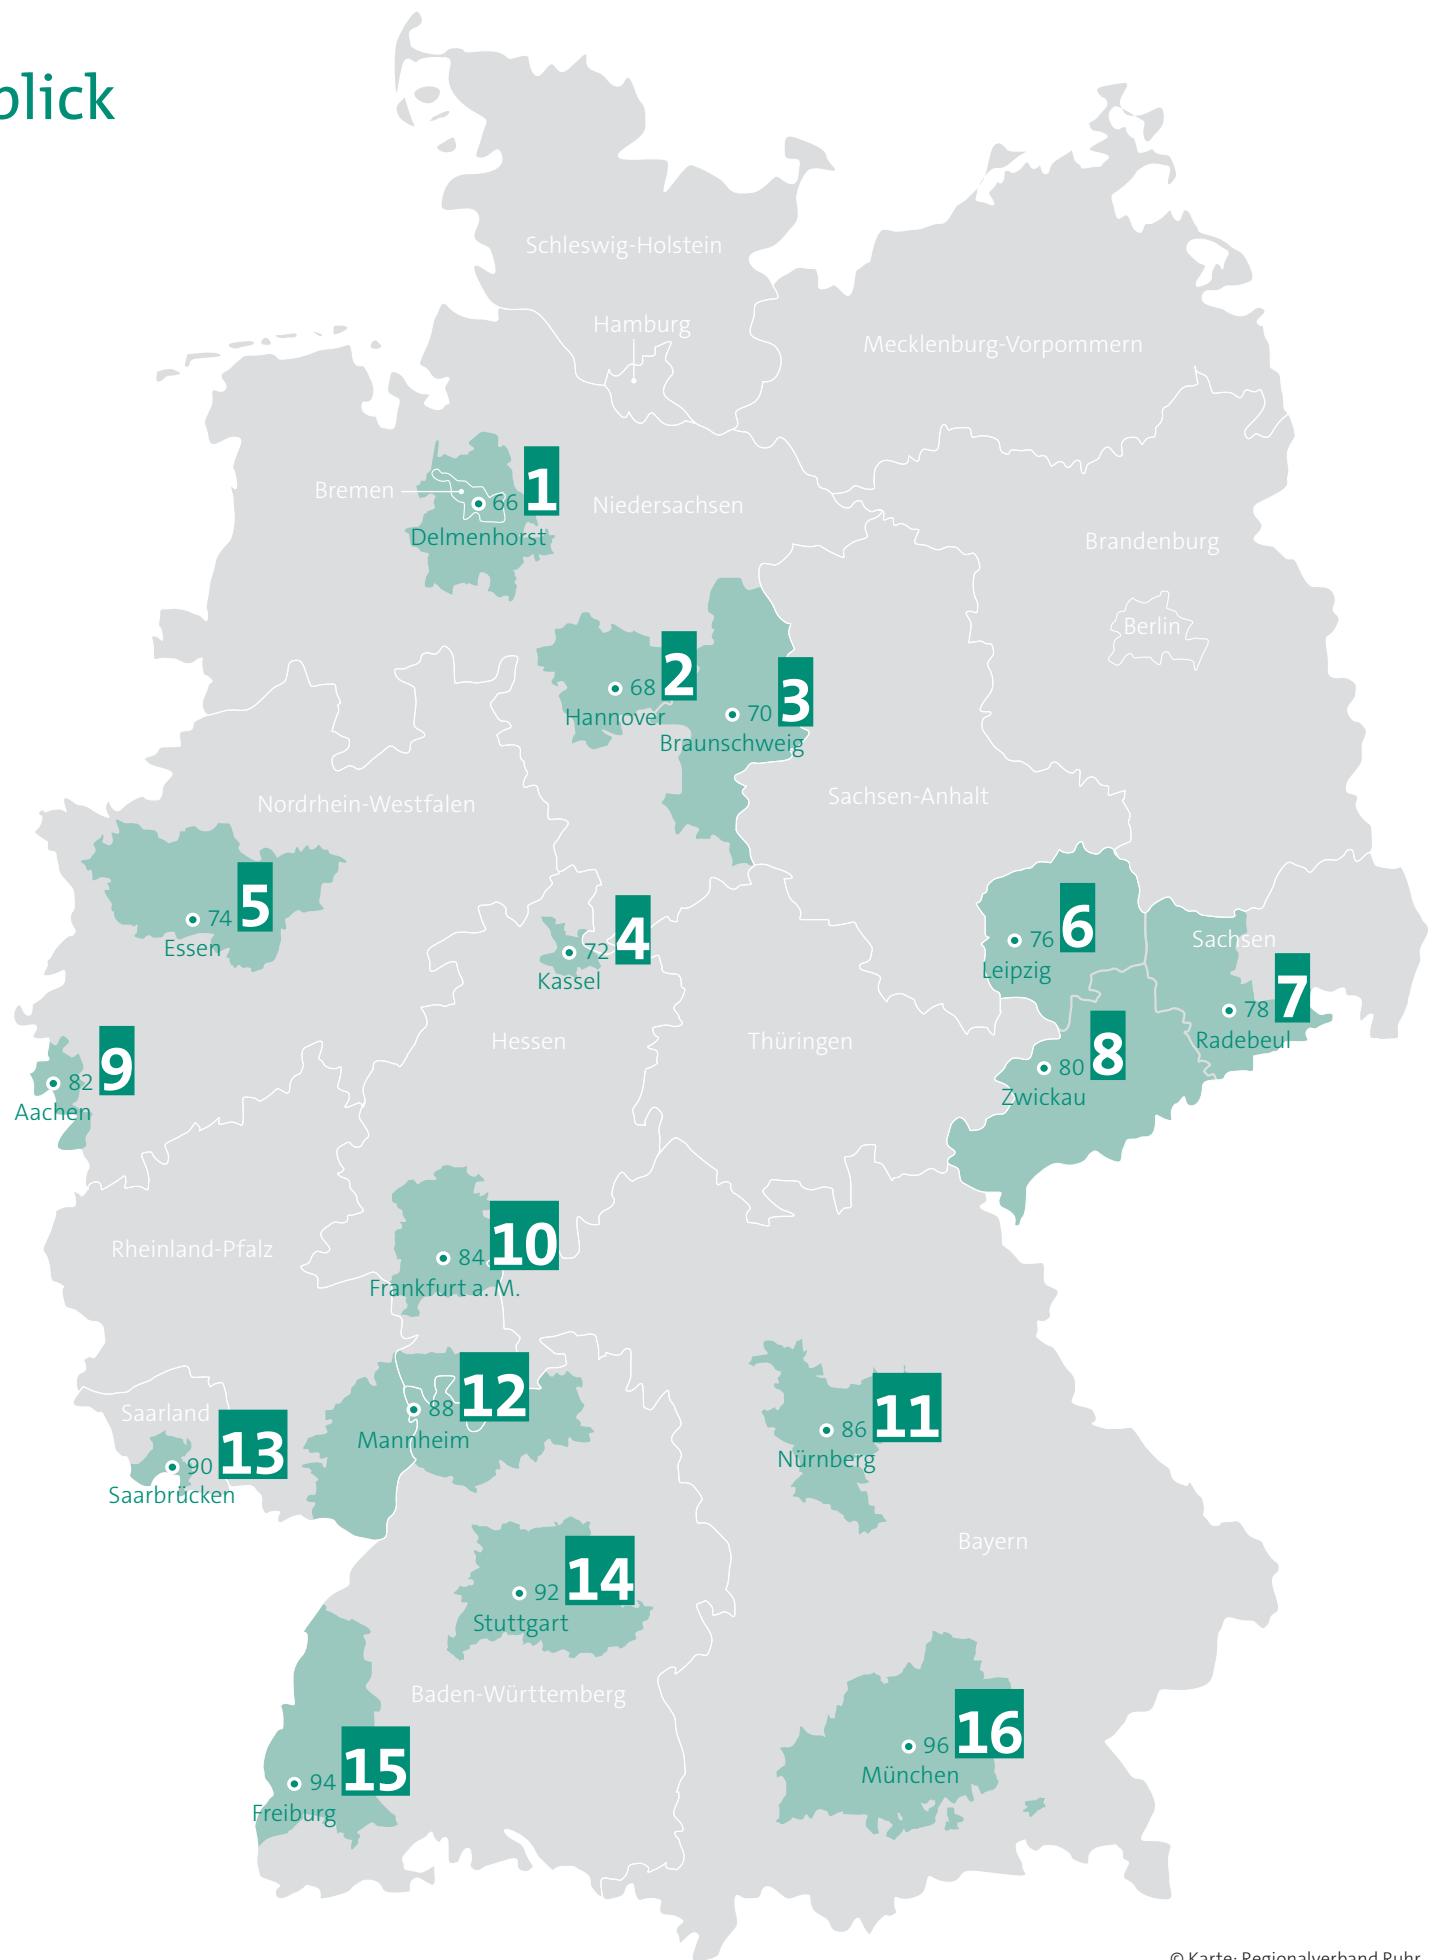 blick
Schleswig-Holstein
Hamburg
Mecklenburg-Vorpommern
Bremen
66 1
Delmenhorst
Niedersachsen
Brandenburg
Berlin
68 2
Hannover
70 3
Braunschweig
Sachsen-Anhalt
Nordrhein-Westfalen
74 5
Essen
72 4
Kassel
76 6
Leipzig
Sachsen
78 7
Radebeul
Hessen
Thüringen
80 8
Zwickau
82 9
Aachen
Rheinland-Pfalz
84 10
Frankfurt a. M.
88 12
Mannheim
86 11
Nürnberg
Saarland
90 13
Saarbrücken
Bayern
92 14
Stuttgart
Baden-Württemberg
94 15
Freiburg
96 16
München
© Karte: Regionalverband Ruhr